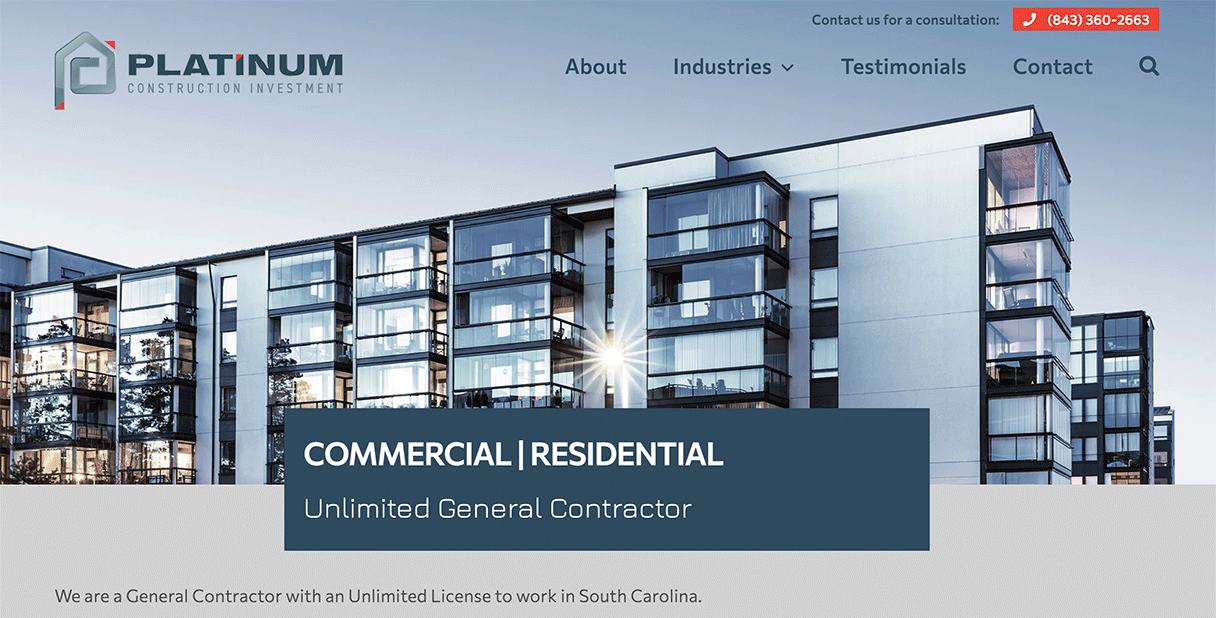 Contact us for a consultation: (843) 360-2663
PLATINUM
CONSTRUCTION INVESTMENT
About Industries Testimonials Contact
COMMERCIAL | RESIDENTIAL
Unlimited General Contractor
We are a General Contractor with an Unlimited License to work in South Carolina.